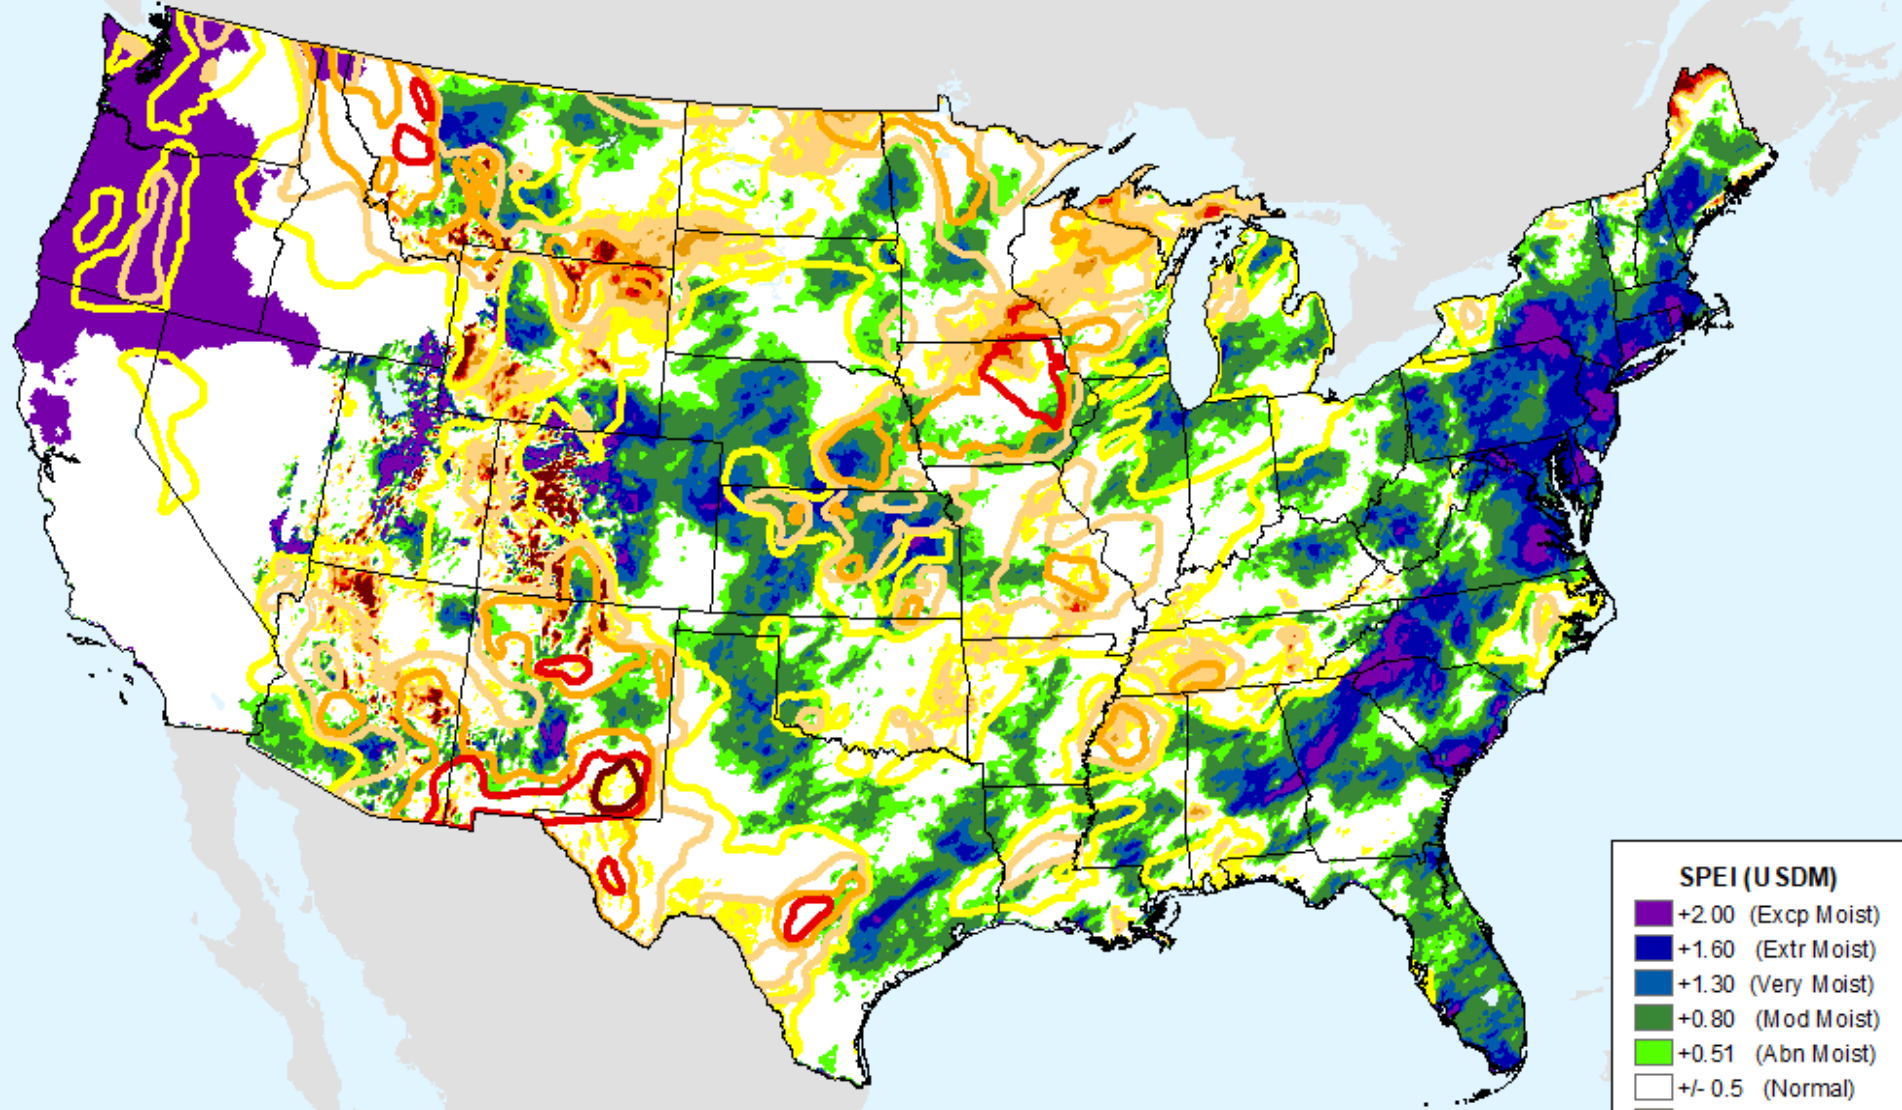 SPEI (USDM)
+2.00 (Excp Moist)
+1.60 (Extr Moist)
+1.30 (Very Moist)
+0.80 (Mod Moist)
+0.51 (Abn Moist)
+/- 0.5 (Normal)